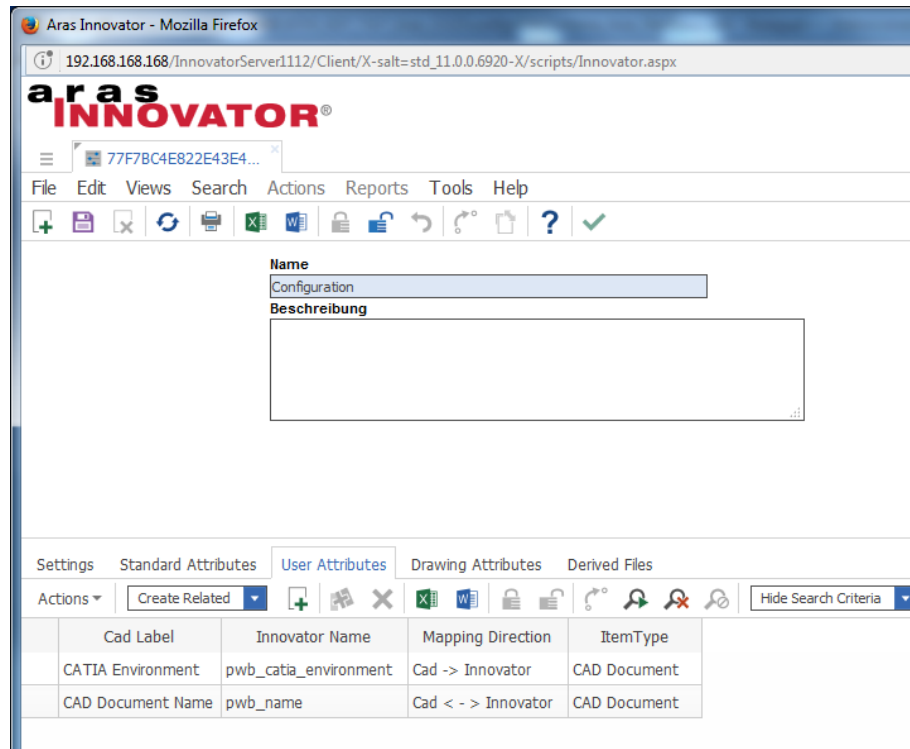 Aras Innovator - Mozilla Firefox
192.168.168.168/InnovatorServer1112/Client/X-salt=std_11.0.0.6920-X/scripts/Innovator.aspx
aras
INNOVATOR®
77F7BC4E822E43E4...
File Edit Views Search Actions Reports Tools Help
Name
Configuration
Beschreibung
Settings Standard Attributes User Attributes Drawing Attributes Derived Files
Actions Create Related Hide Search Criteria
Cad Label Innovator Name Mapping Direction ItemType
CATIA Environment pwb_catia_environment Cad -> Innovator CAD Document
CAD Document Name pwb_name Cad < - > Innovator CAD Document